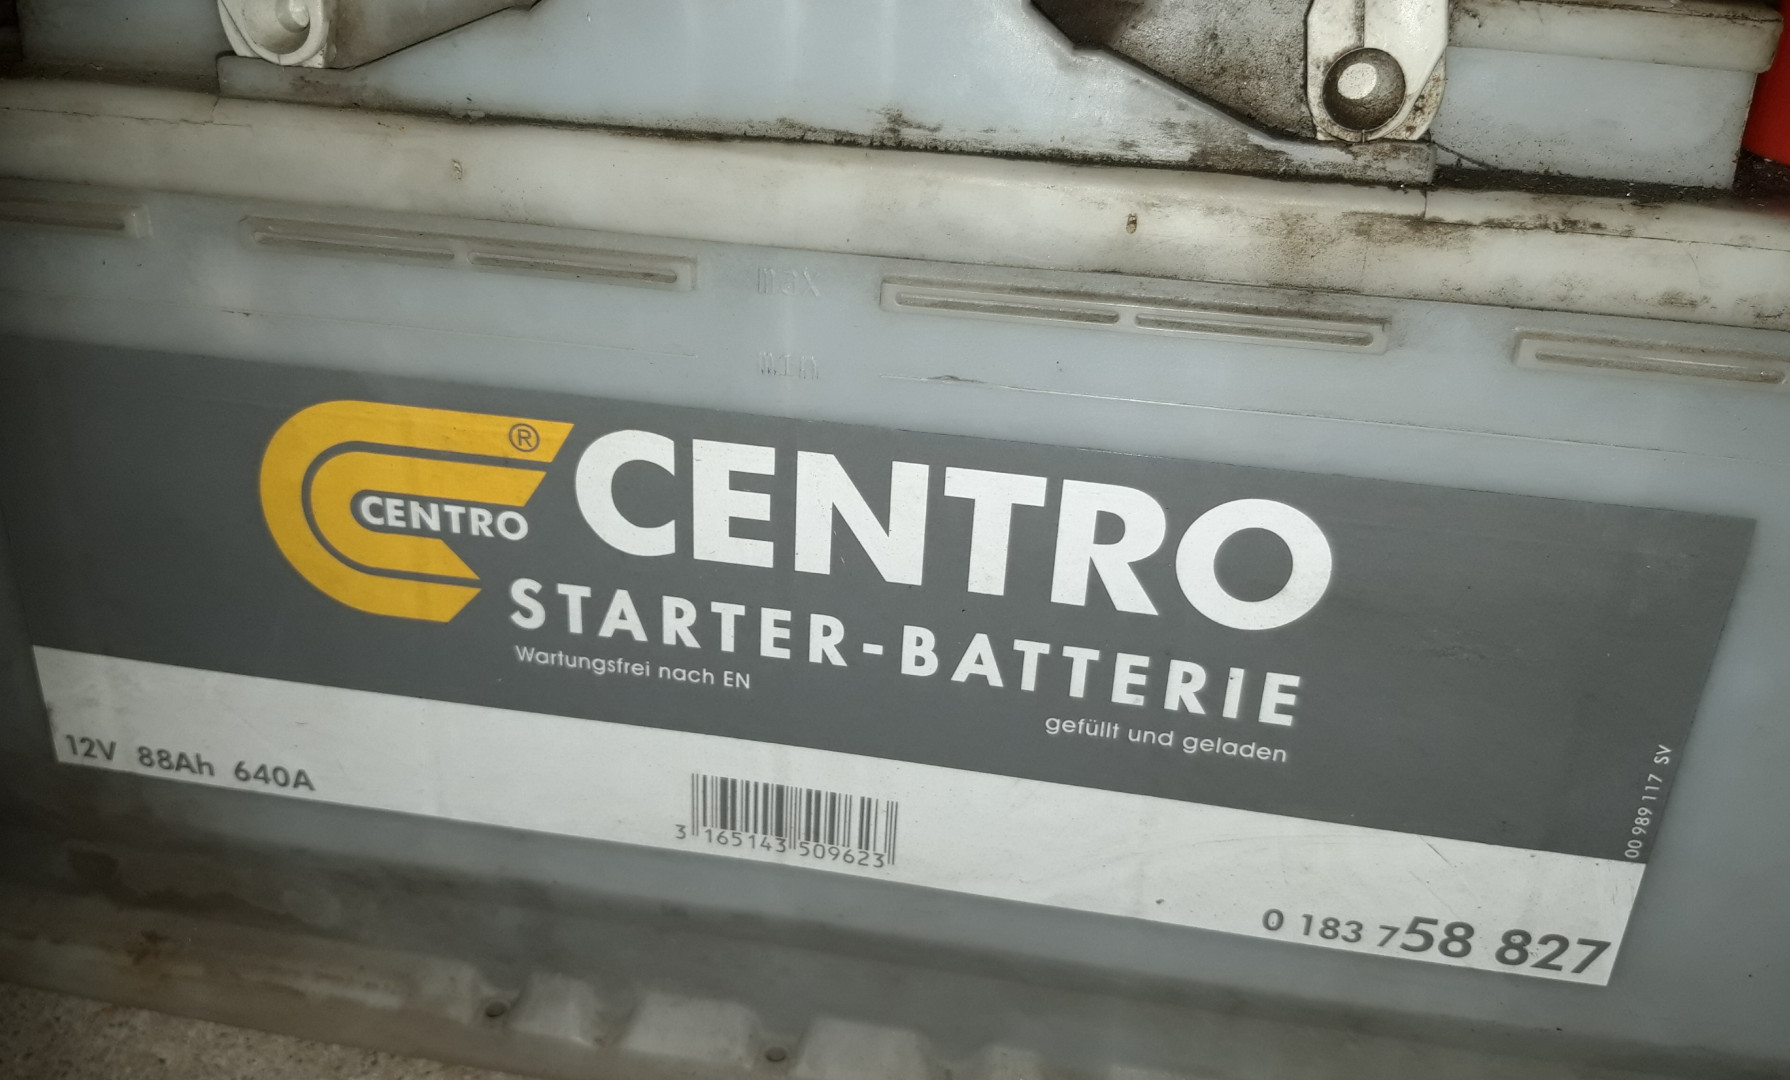 max
min
®
CENTRO
CENTRO
STARTER-BATTERIE
Wartungsfrei nach EN
gefüllt und geladen
12V 88Ah 640A
3 165143 509623
0 183 758 827
00 989 117 SV